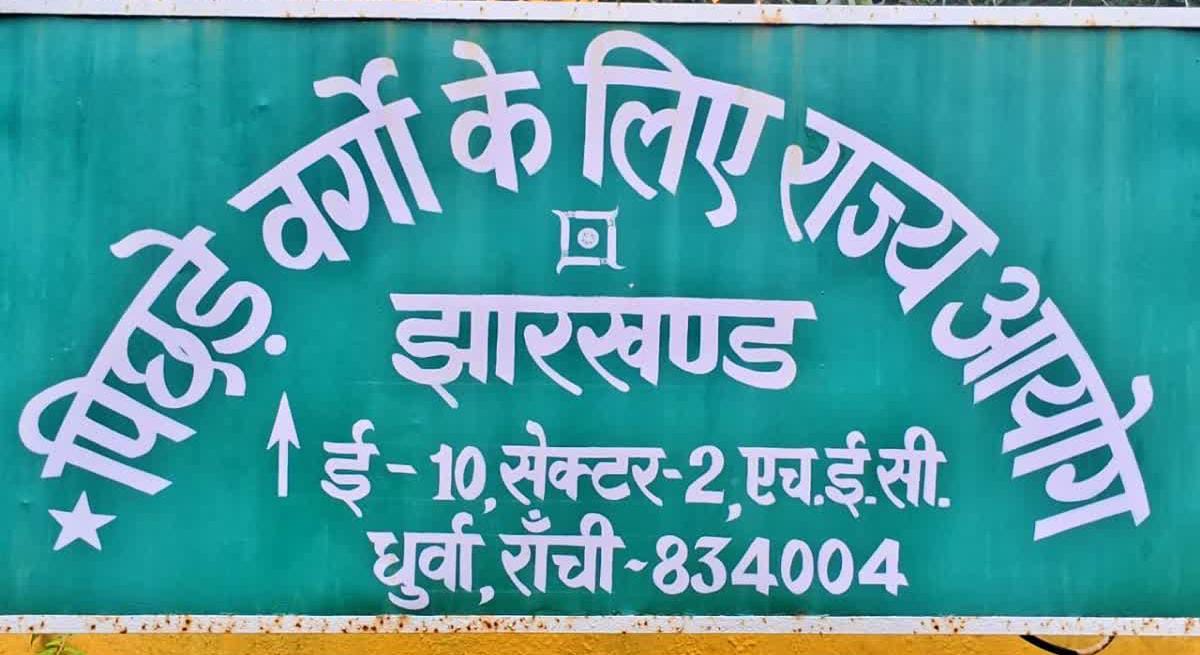 पिछड़े वर्गो के लिए राज्य आयोग
झारखण्ड
ई-10, सेक्टर-2, एच.ई.सी.
धुर्वा, राँची-834004